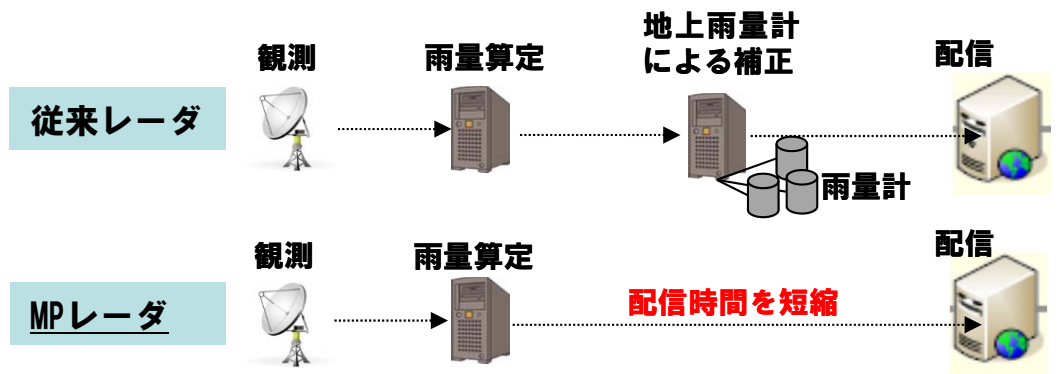 観測
雨量算定
地上雨量計
による補正
配信
従来レーダ
雨量計
観測
雨量算定
配信
MPレーダ
配信時間を短縮